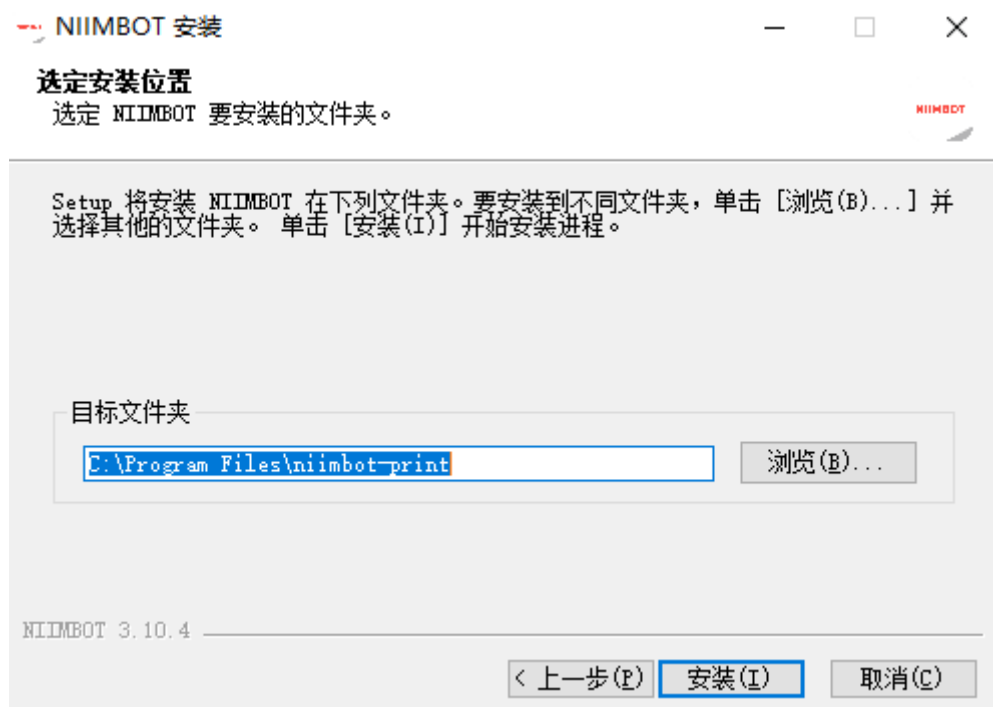 NIIMBOT 安装
选定安装位置
选定 NIIMBOT 要安装的文件夹。
NIIMBOT
Setup 将安装 NIIMBOT 在下列文件夹。要安装到不同文件夹，单击 [浏览(B)...] 并
选择其他的文件夹。 单击 [安装(I)] 开始安装进程。
目标文件夹
C:\Program Files\niimbot-print
浏览(B)...
NIIMBOT 3.10.4
< 上一步(P)
安装(I)
取消(C)